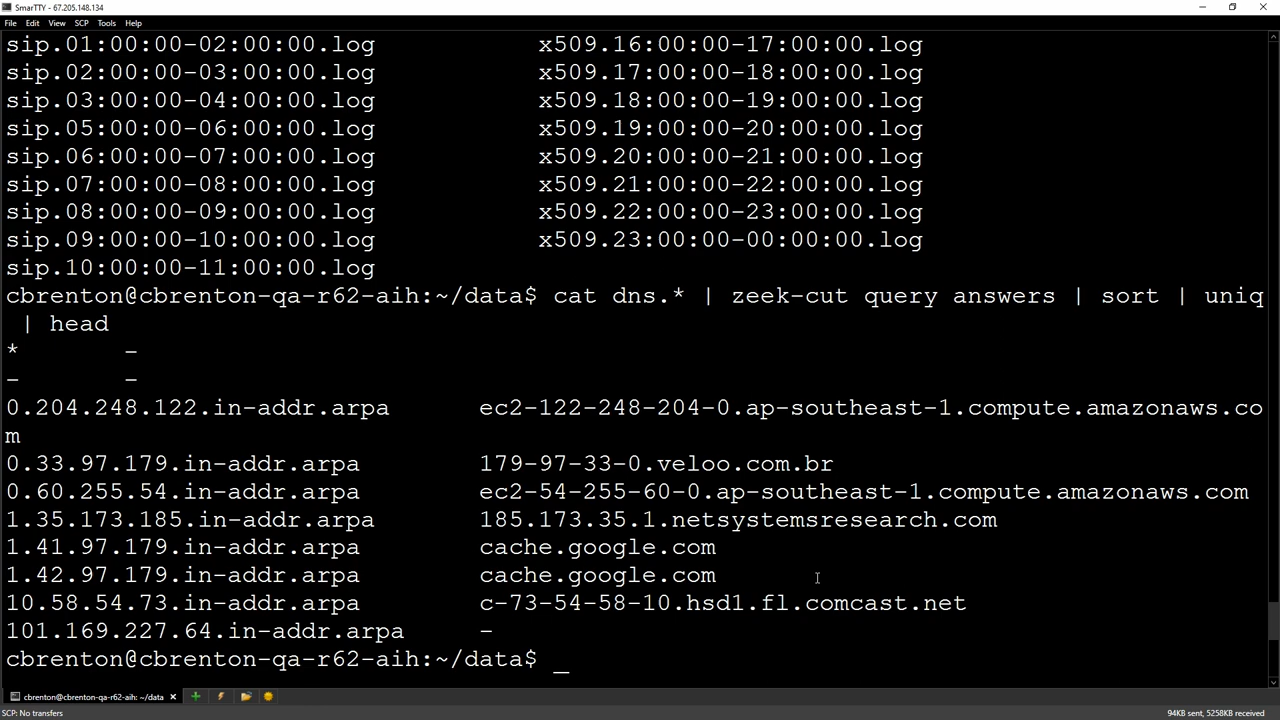 SmarTTY - 67.205.148.134
File Edit View SCP Tools Help
sip.01:00:00-02:00:00.log x509.16:00:00-17:00:00.log
sip.02:00:00-03:00:00.log x509.17:00:00-18:00:00.log
sip.03:00:00-04:00:00.log x509.18:00:00-19:00:00.log
sip.05:00:00-06:00:00.log x509.19:00:00-20:00:00.log
sip.06:00:00-07:00:00.log x509.20:00:00-21:00:00.log
sip.07:00:00-08:00:00.log x509.21:00:00-22:00:00.log
sip.08:00:00-09:00:00.log x509.22:00:00-23:00:00.log
sip.09:00:00-10:00:00.log x509.23:00:00-00:00:00.log
sip.10:00:00-11:00:00.log
cbrenton@cbrenton-qa-r62-aih:~/data$ cat dns.* | zeek-cut query answers | sort | uniq
| head
* -
- -
0.204.248.122.in-addr.arpa ec2-122-248-204-0.ap-southeast-1.compute.amazonaws.co
m
0.33.97.179.in-addr.arpa 179-97-33-0.veloo.com.br
0.60.255.54.in-addr.arpa ec2-54-255-60-0.ap-southeast-1.compute.amazonaws.com
1.35.173.185.in-addr.arpa 185.173.35.1.netsystemsresearch.com
1.41.97.179.in-addr.arpa cache.google.com
1.42.97.179.in-addr.arpa cache.google.com
10.58.54.73.in-addr.arpa c-73-54-58-10.hsd1.fl.comcast.net
101.169.227.64.in-addr.arpa -
cbrenton@cbrenton-qa-r62-aih:~/data$ _
cbrenton@cbrenton-qa-r62-aih: ~/data
SCP: No transfers 94KB sent, 5258KB received